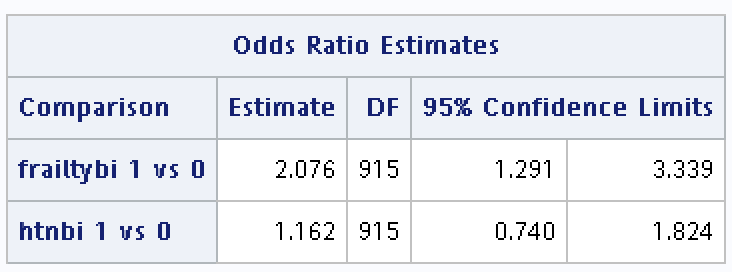 Odds Ratio Estimates
Comparison Estimate DF 95% Confidence Limits
frailtybi 1 vs 0 2.076 915 1.291 3.339
htnbi 1 vs 0 1.162 915 0.740 1.824